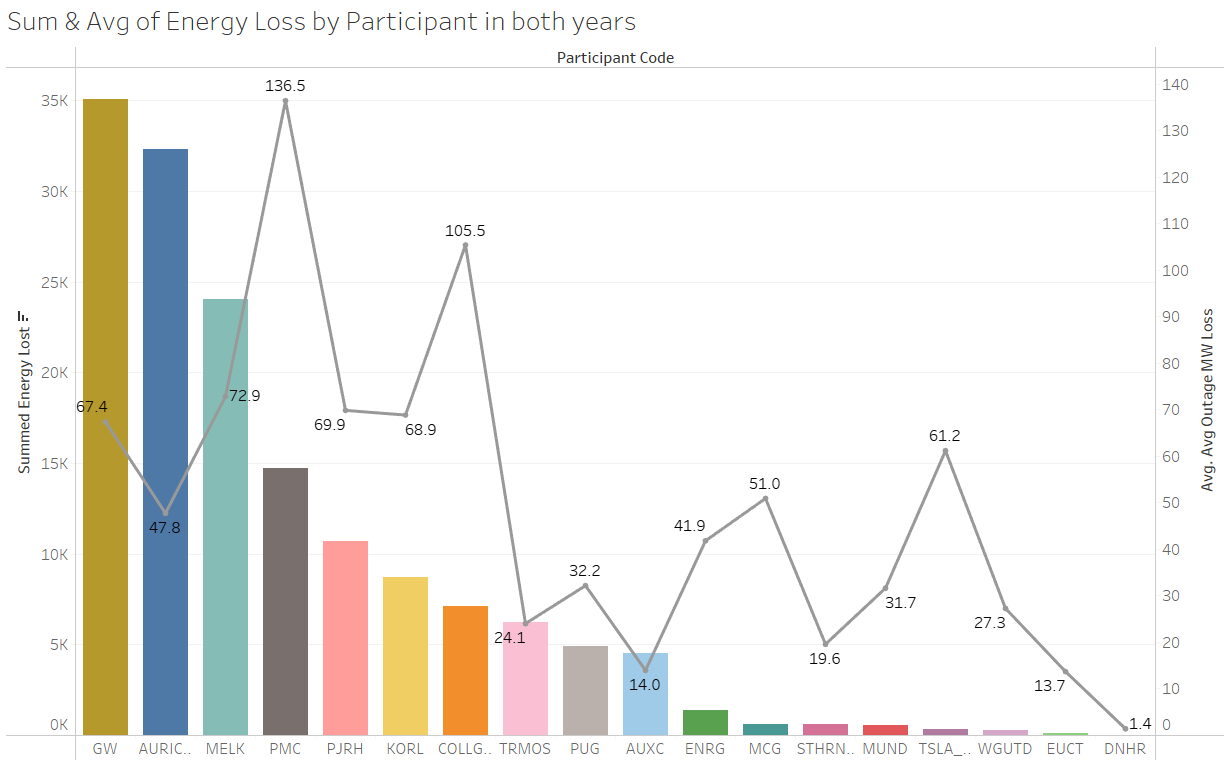 Sum & Avg of Energy Loss by Participant in both years
Participant Code
136.5
140
35K
130
120
30K
110
105.5
100
25K
90
Summed Energy Lost
Avg. Avg Outage MW Loss
80
20K
72.9
70
67.4
69.9
68.9
61.2
60
15K
51.0
50
47.8
41.9
40
10K
32.2
30
31.7
27.3
24.1
5K
20
19.6
14.0
13.7
10
0K
0
1.4
GW AURIC.. MELK PMC PJRH KORL COLLG.. TRMOS PUG AUXC ENRG MCG STHRN.. MUND TSLA_.. WGUTD EUCT DNHR